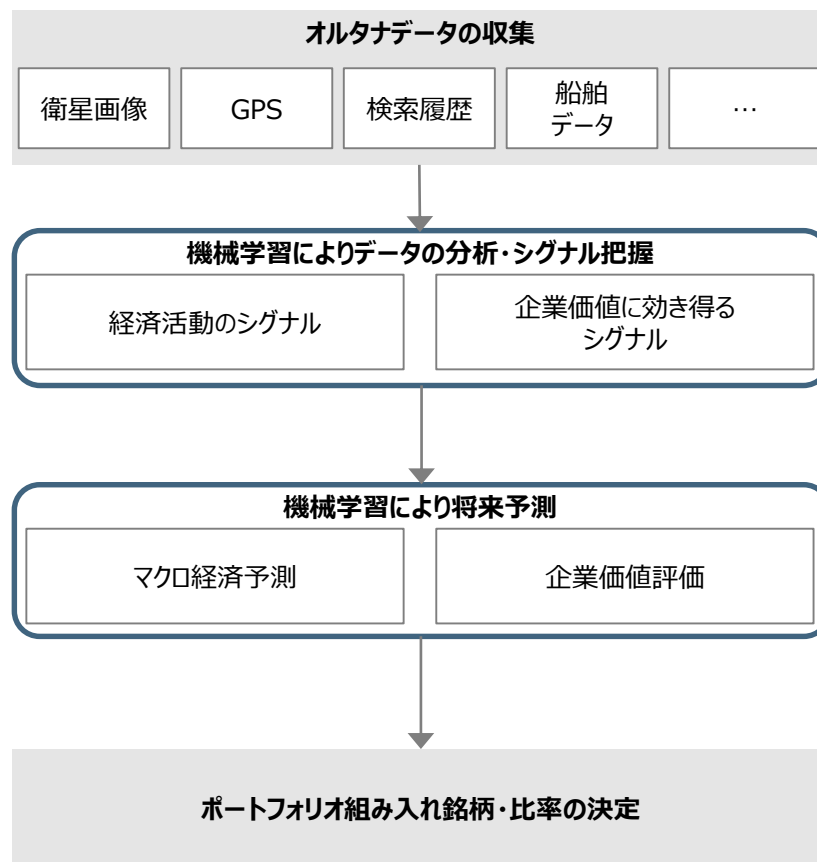 オルタナデータの収集
衛星画像
GPS
検索履歴
船舶
データ
…
機械学習によりデータの分析・シグナル把握
経済活動のシグナル
企業価値に効き得る
シグナル
機械学習により将来予測
マクロ経済予測
企業価値評価
ポートフォリオ組み入れ銘柄・比率の決定